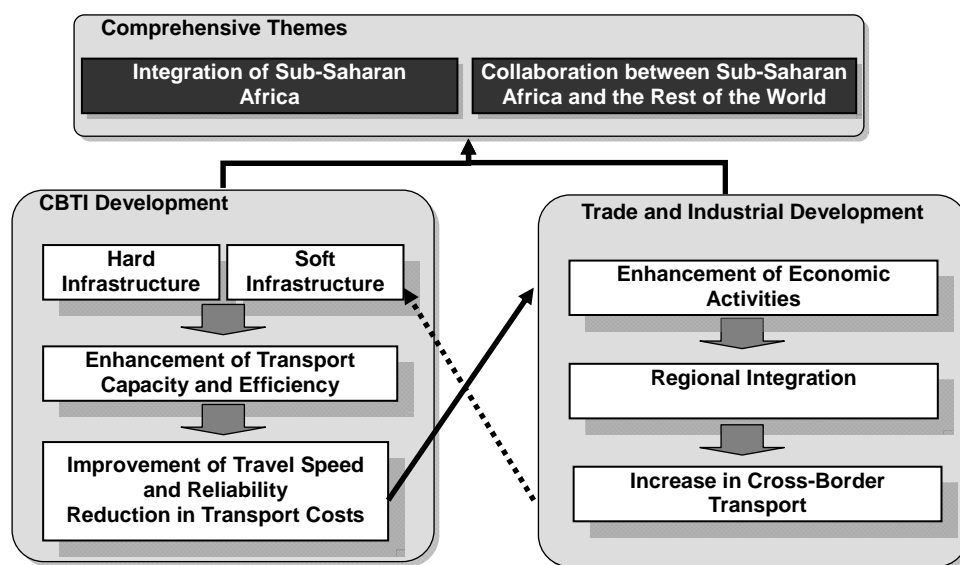 Comprehensive Themes
Integration of Sub-Saharan
Africa
Collaboration between Sub-Saharan
Africa and the Rest of the World
CBTI Development
Hard
Infrastructure
Soft
Infrastructure
Enhancement of Transport
Capacity and Efficiency
Improvement of Travel Speed
and Reliability
Reduction in Transport Costs
Trade and Industrial Development
Enhancement of Economic
Activities
Regional Integration
Increase in Cross-Border
Transport